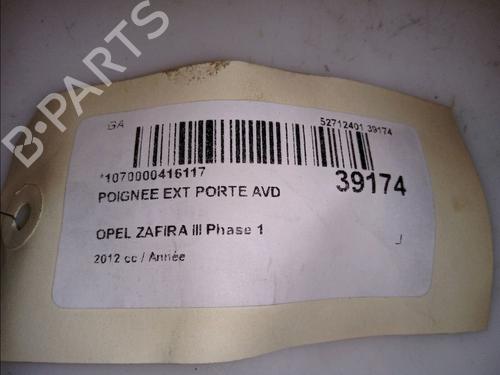 GA
52712401 39174
*1070000416117
39174
POIGNEE EXT PORTE AVD
OPEL ZAFIRA III Phase 1
J
2012 cc / Année
B-PARTS